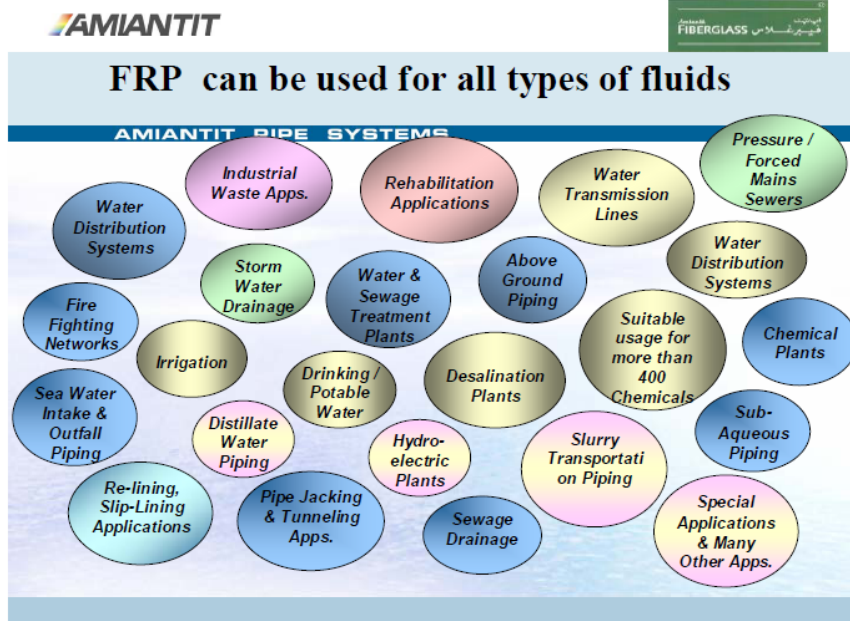 AMIANTIT
Amiantit
فيبرغلاس
FIBERGLASS
FRP can be used for all types of fluids
AMIANTIT PIPE SYSTEMS
Industrial
Waste Apps.
Rehabilitation
Applications
Water
Transmission
Lines
Pressure /
Forced
Mains
Sewers
Water
Distribution
Systems
Storm
Water
Drainage
Water &
Sewage
Treatment
Plants
Above
Ground
Piping
Water
Distribution
Systems
Fire
Fighting
Networks
Irrigation
Drinking /
Potable
Water
Desalination
Plants
Suitable
usage for
more than
400
Chemicals
Chemical
Plants
Sea Water
Intake &
Outfall
Piping
Distillate
Water
Piping
Hydro-
electric
Plants
Slurry
Transportati
on Piping
Sub-
Aqueous
Piping
Re-lining,
Slip-Lining
Applications
Pipe Jacking
& Tunneling
Apps.
Sewage
Drainage
Special
Applications
& Many
Other Apps.